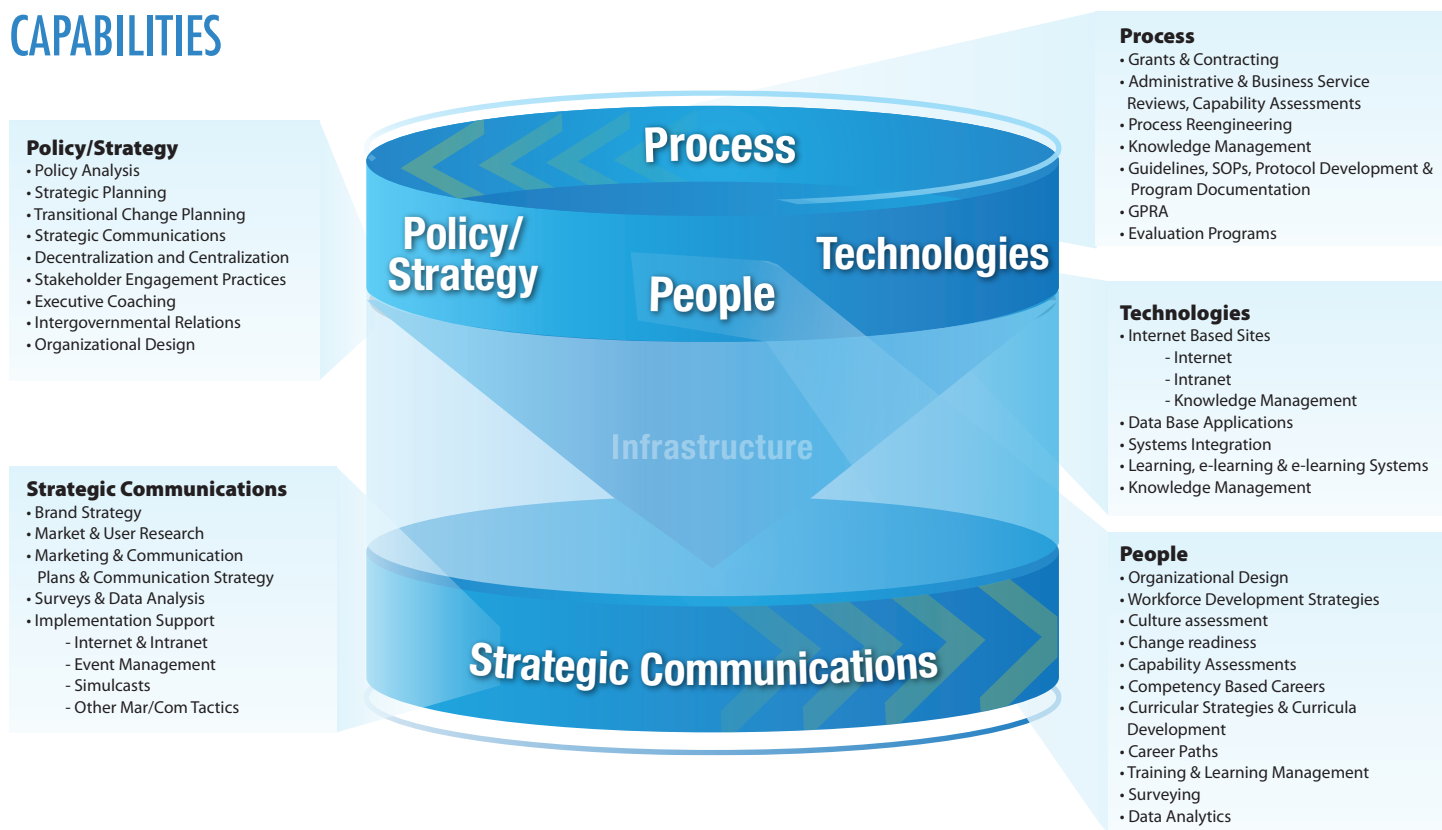 CAPABILITIES
Policy/Strategy
• Policy Analysis
• Strategic Planning
• Transitional Change Planning
• Strategic Communications
• Decentralization and Centralization
• Stakeholder Engagement Practices
• Executive Coaching
• Intergovernmental Relations
• Organizational Design
Strategic Communications
• Brand Strategy
• Market & User Research
• Marketing & Communication
Plans & Communication Strategy
• Surveys & Data Analysis
• Implementation Support
- Internet & Intranet
- Event Management
- Simulcasts
- Other Mar/Com Tactics
Process
Policy/
Strategy
People
Technologies
Infrastructure
Strategic Communications
Process
• Grants & Contracting
• Administrative & Business Service
Reviews, Capability Assessments
• Process Reengineering
• Knowledge Management
• Guidelines, SOPs, Protocol Development &
Program Documentation
• GPRA
• Evaluation Programs
Technologies
• Internet Based Sites
- Internet
- Intranet
- Knowledge Management
• Data Base Applications
• Systems Integration
• Learning, e-learning & e-learning Systems
• Knowledge Management
People
• Organizational Design
• Workforce Development Strategies
• Culture assessment
• Change readiness
• Capability Assessments
• Competency Based Careers
• Curricular Strategies & Curricula
Development
• Career Paths
• Training & Learning Management
• Surveying
• Data Analytics